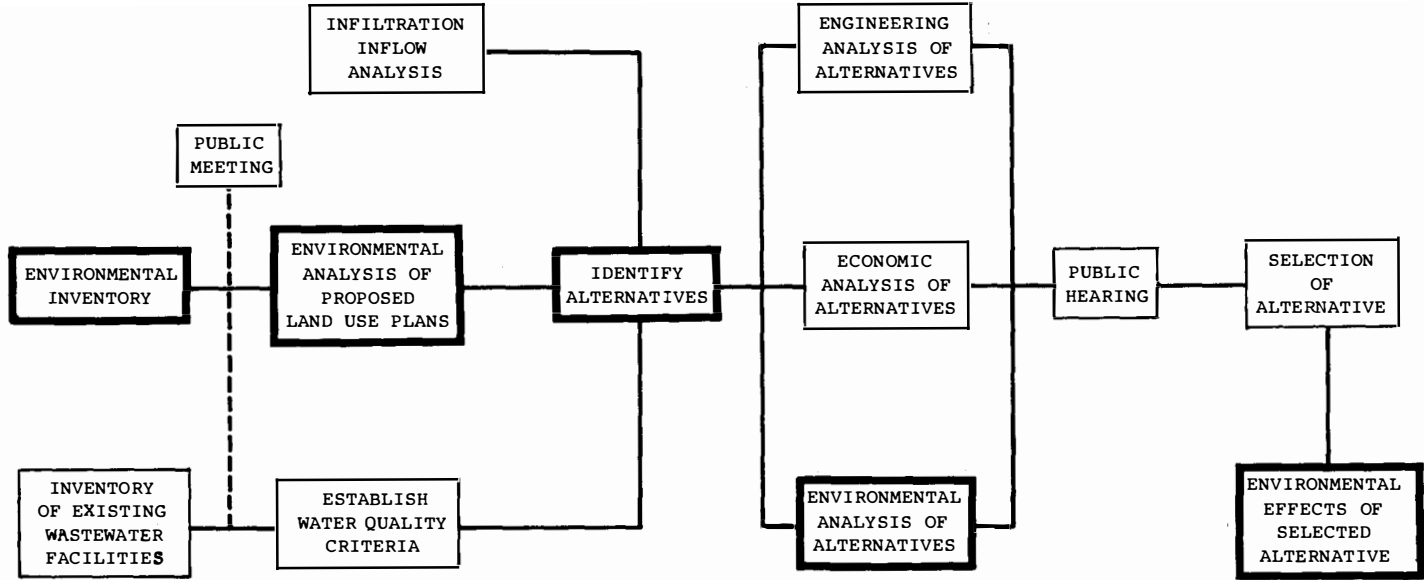 INFILTRATION
INFLOW
ANALYSIS
ENGINEERING
ANALYSIS OF
ALTERNATIVES
PUBLIC
MEETING
ENVIRONMENTAL
INVENTORY
ENVIRONMENTAL
ANALYSIS OF
PROPOSED
LAND USE PLANS
IDENTIFY
ALTERNATIVES
ECONOMIC
ANALYSIS OF
ALTERNATIVES
PUBLIC
HEARING
SELECTION
OF
ALTERNATIVE
INVENTORY
OF EXISTING
WASTEWATER
FACILITIES
ESTABLISH
WATER QUALITY
CRITERIA
ENVIRONMENTAL
ANALYSIS OF
ALTERNATIVES
ENVIRONMENTAL
EFFECTS OF
SELECTED
ALTERNATIVE